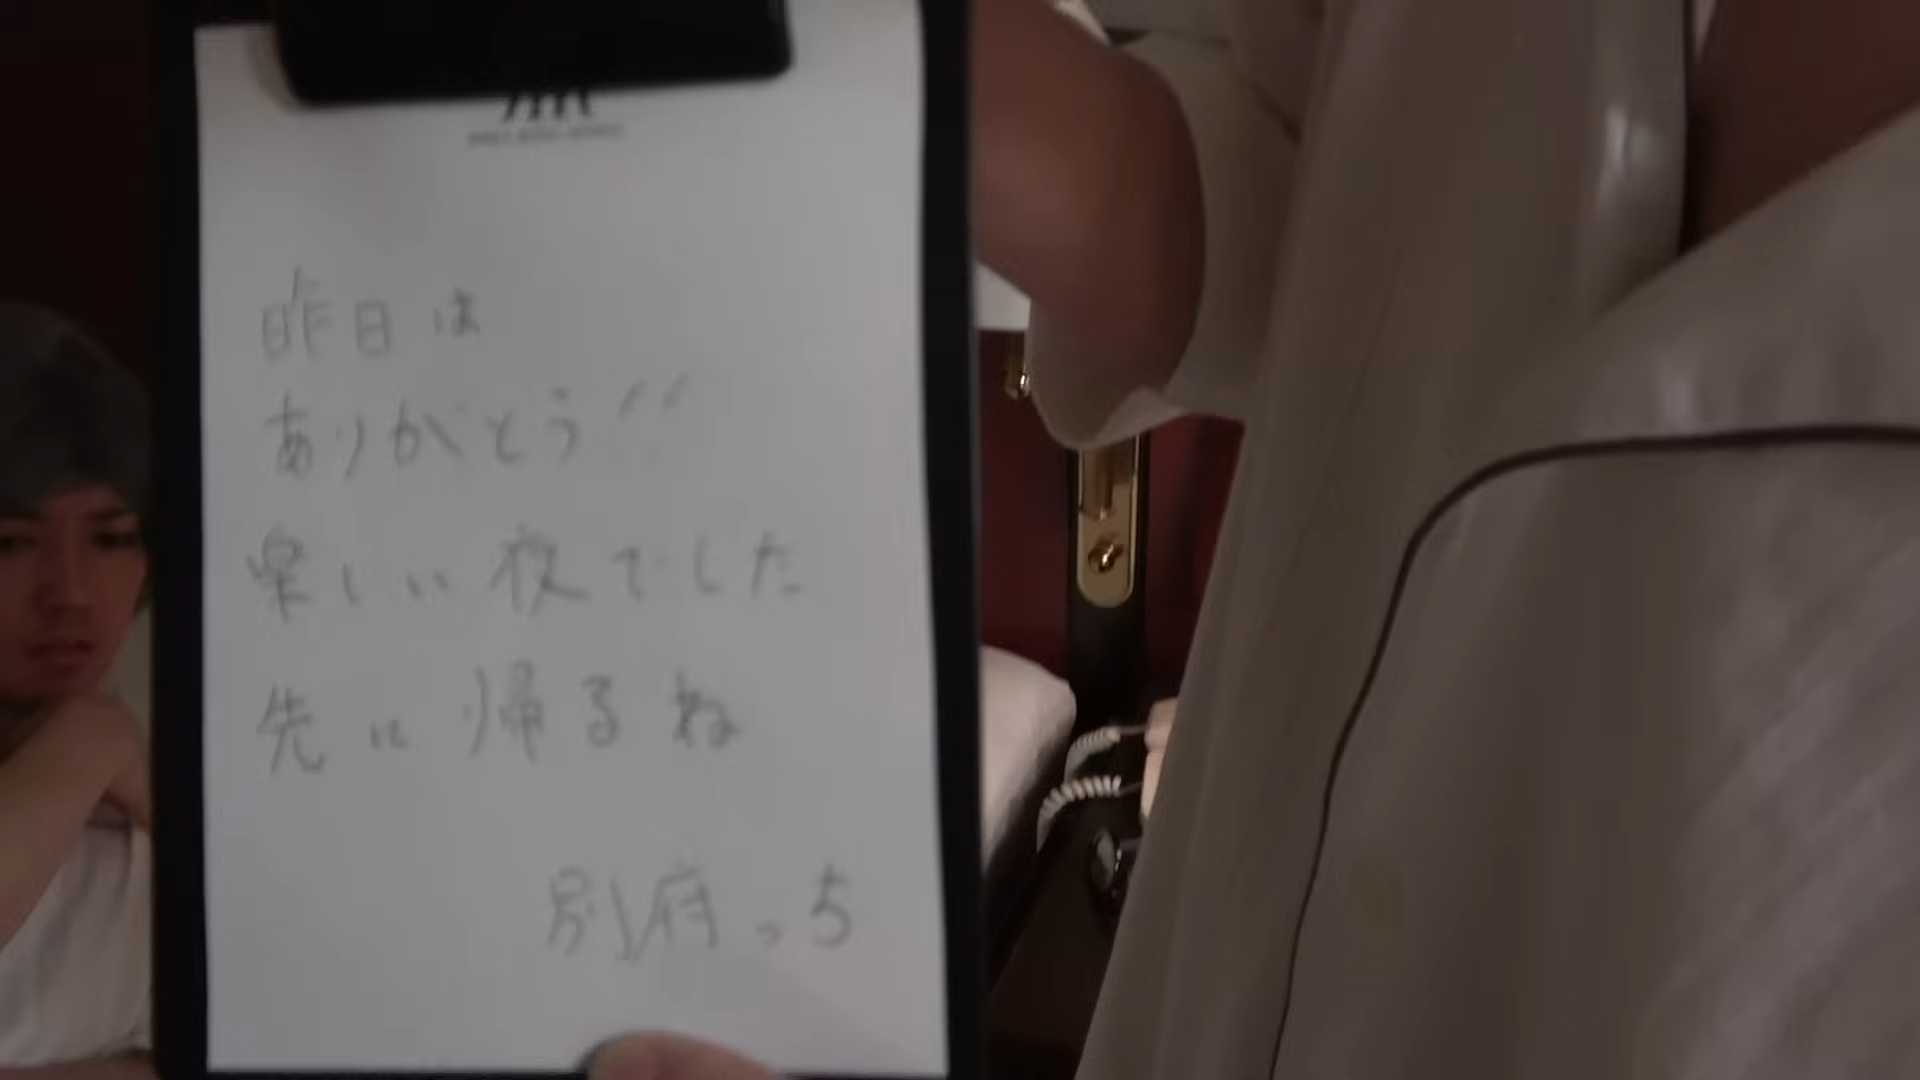 昨日は
ありがとう!!
楽しい夜でした
先に帰るね
別府っち